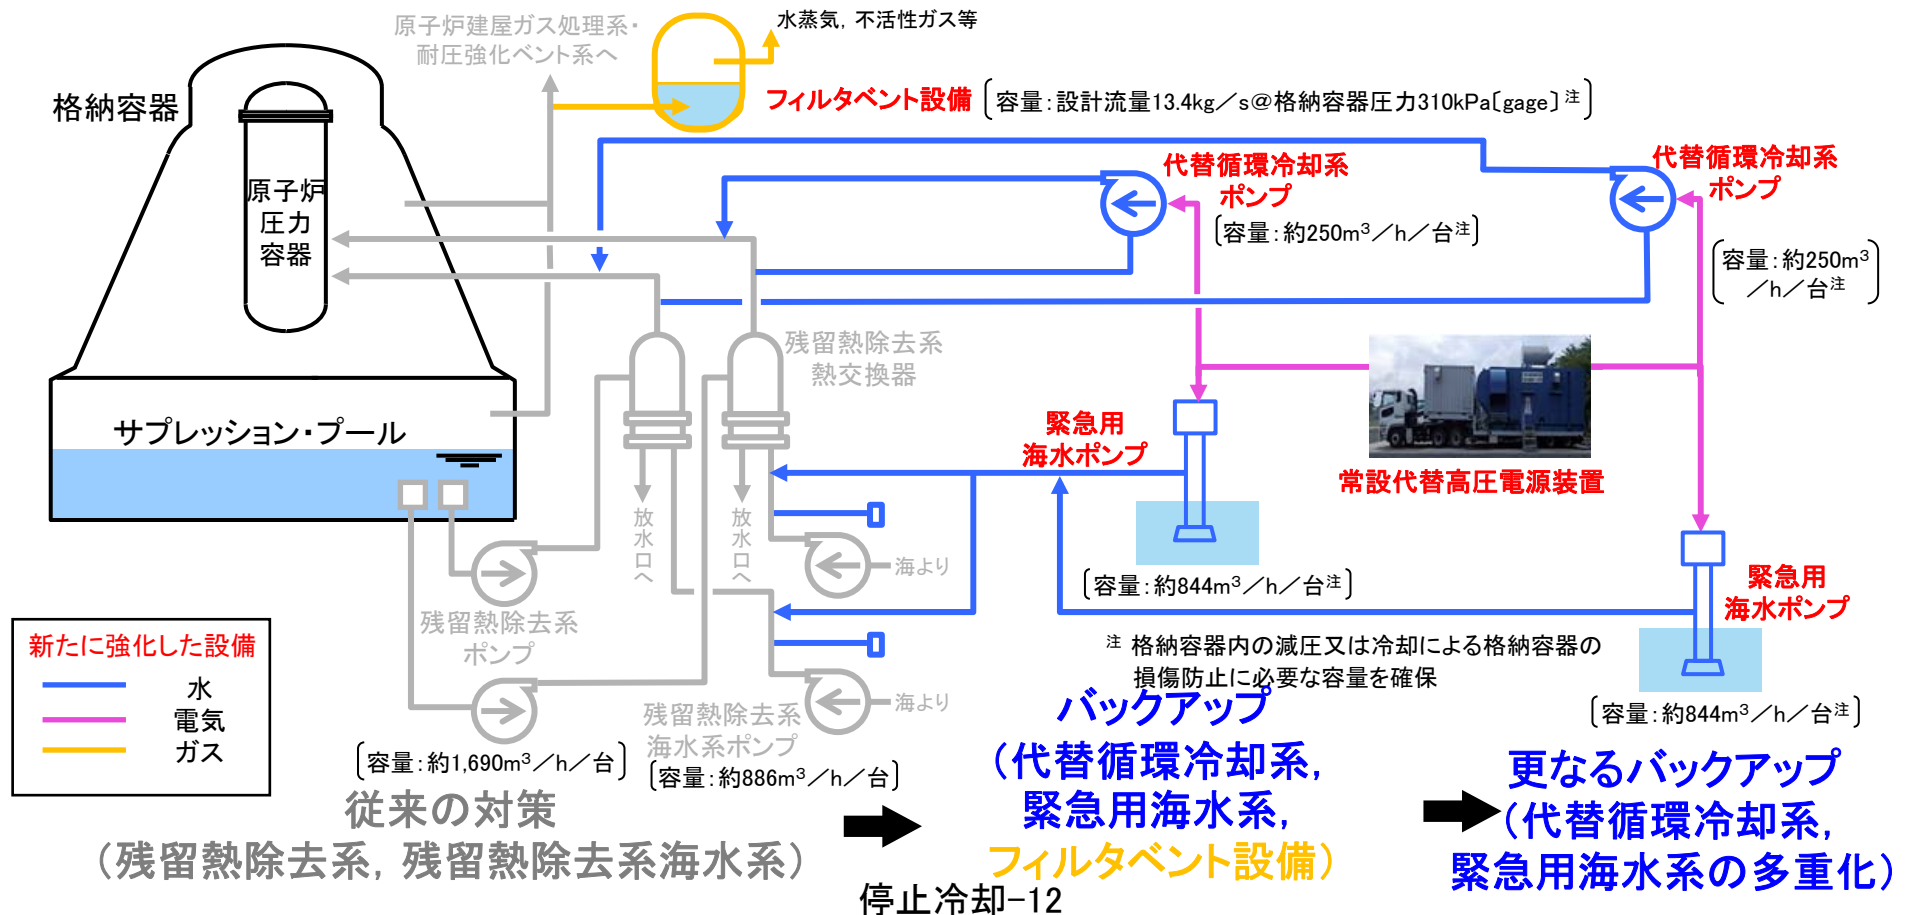 原子炉建屋ガス処理系・
耐圧強化ベント系へ
水蒸気，不活性ガス等
格納容器
フィルタベント設備
容量：設計流量13.4kg／s＠格納容器圧力310kPa〔gage〕注
原子炉
圧力
容器
代替循環冷却系
ポンプ
〔容量：約250m³／h／台注〕
代替循環冷却系
ポンプ
容量：約250m³
／h／台注
残留熱除去系
熱交換器
サプレッション・プール
緊急用
海水ポンプ
常設代替高圧電源装置
放水口へ
放水口へ
海より
〔容量：約844m³／h／台注〕
緊急用
海水ポンプ
残留熱除去系
ポンプ
新たに強化した設備
水
電気
ガス
注 格納容器内の減圧又は冷却による格納容器の
損傷防止に必要な容量を確保
海より
残留熱除去系
海水系ポンプ
〔容量：約844m³／h／台注〕
〔容量：約1,690m³／h／台〕
〔容量：約886m³／h／台〕
従来の対策
（残留熱除去系，残留熱除去系海水系）
バックアップ
（代替循環冷却系，
緊急用海水系，
フィルタベント設備）
更なるバックアップ
（代替循環冷却系，
緊急用海水系の多重化）
停止冷却−12